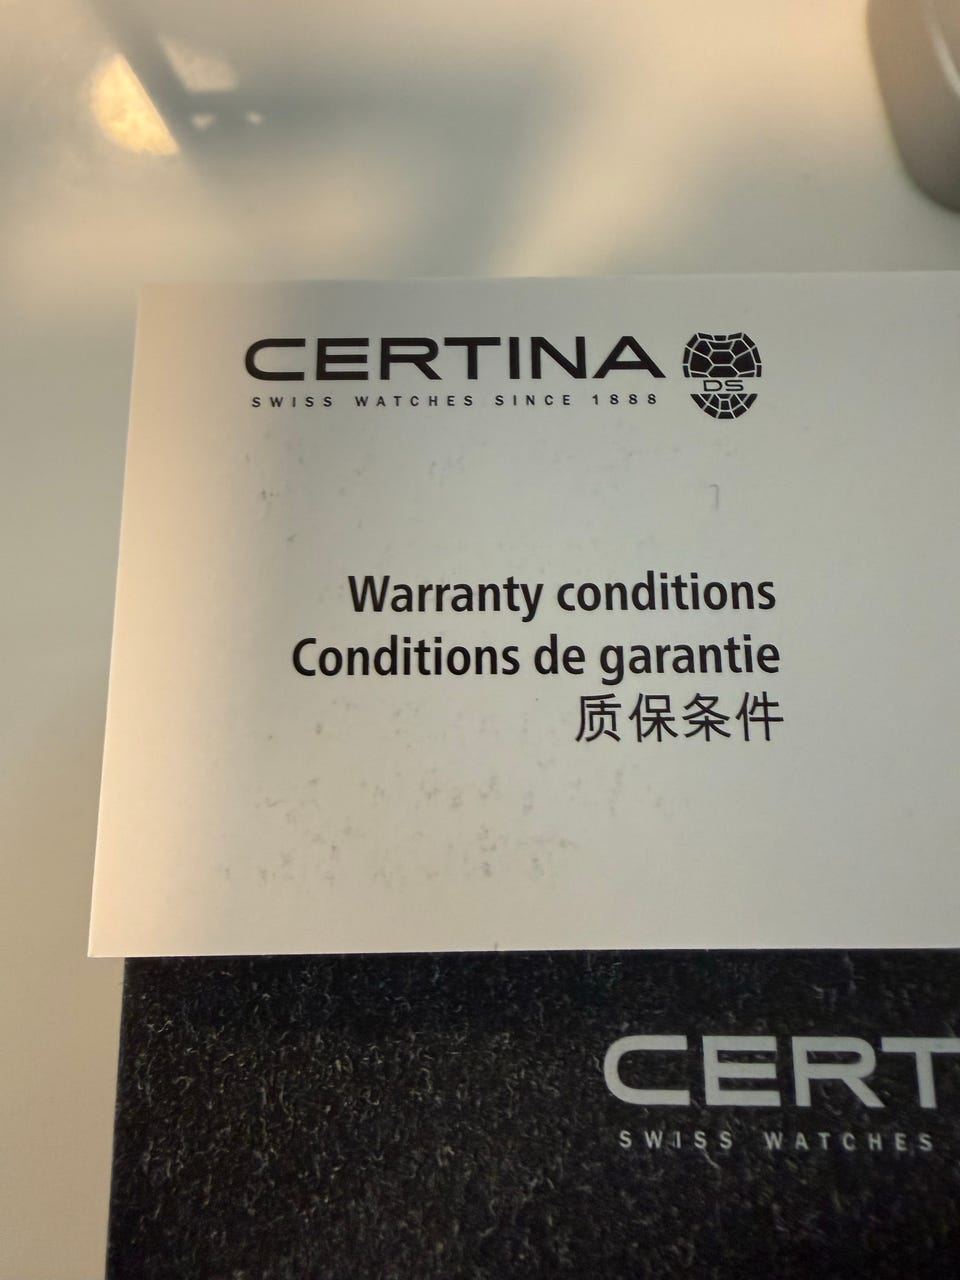 CERTINA
DS
SWISS WATCHES SINCE 1888
Warranty conditions
Conditions de garantie
质保条件
CERT
SWISS WATCHES